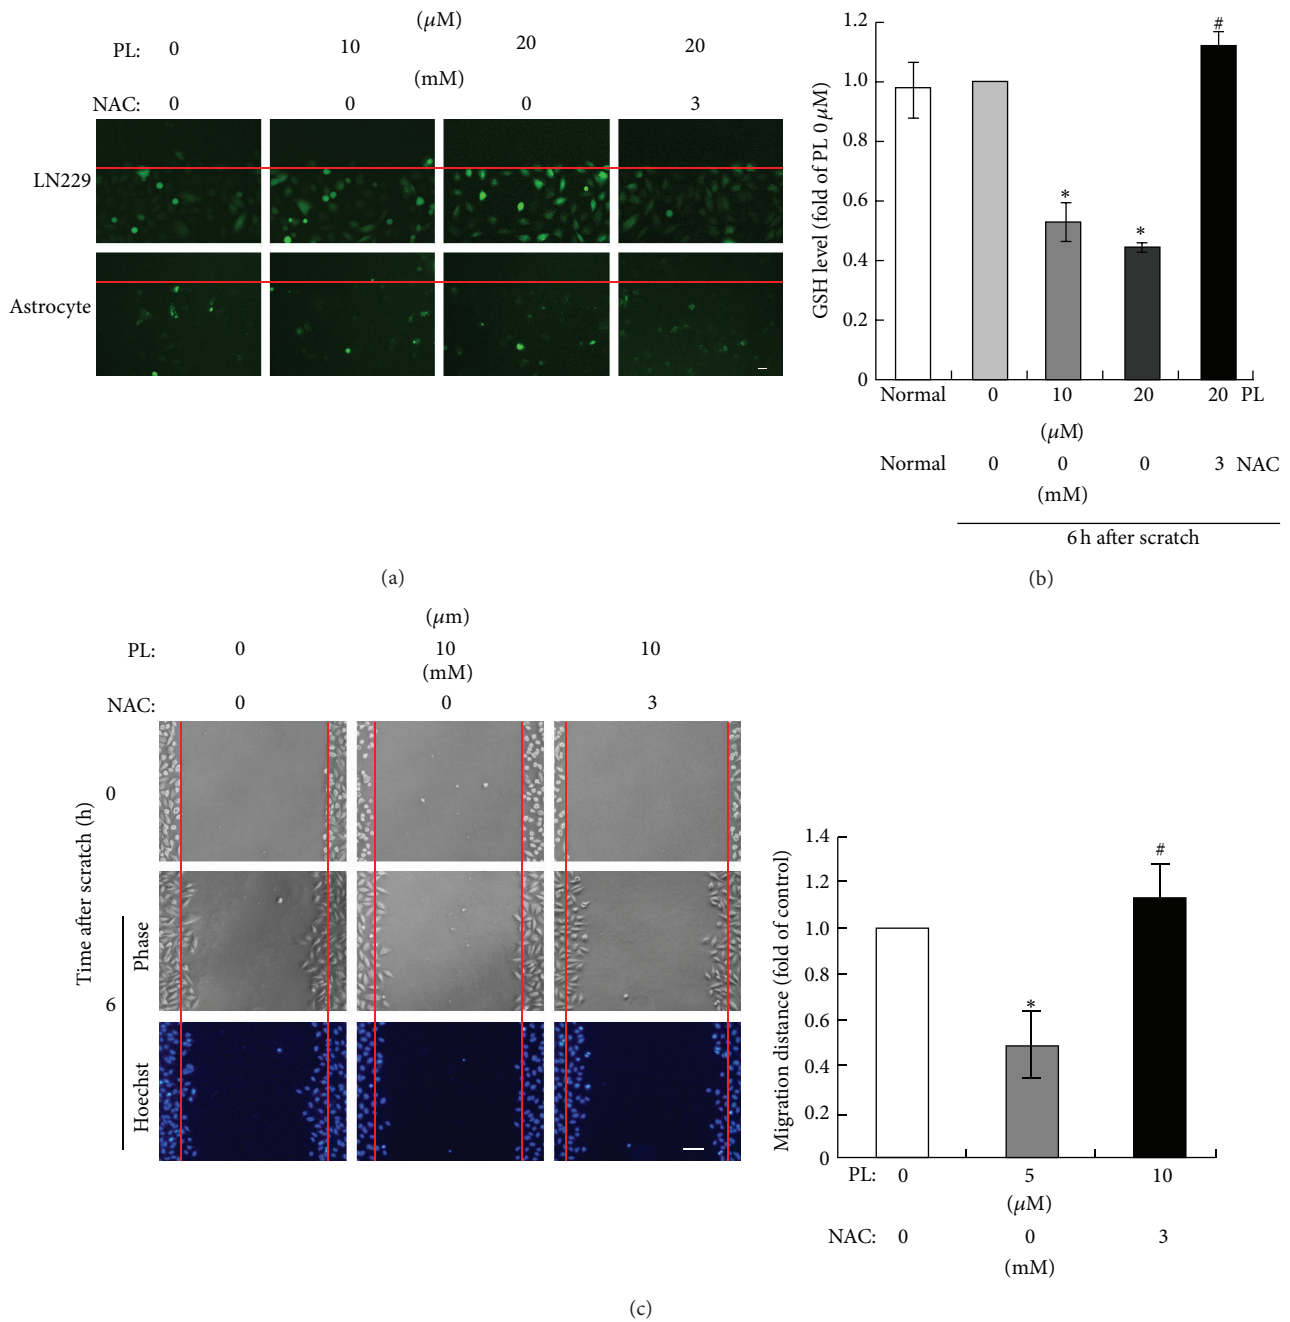 (μM)
PL: 0 10 20 20
(mM)
NAC: 0 0 0 3
LN229
Astrocyte
(a)
GSH level (fold of PL 0 μM)
1.2
1.0
0.8
0.6
0.4
0.2
0
* * #
Normal 0 10 20 20 PL
(μM)
Normal 0 0 0 3 NAC
(mM)
6 h after scratch
(b)
(μm)
PL: 0 10 10
(mM)
NAC: 0 0 3
Time after scratch (h)
0
6
Phase
Hoechst
Migration distance (fold of control)
1.4
1.2
1.0
0.8
0.6
0.4
0.2
0
* #
PL: 0 5 10
(μM)
NAC: 0 0 3
(mM)
(c)